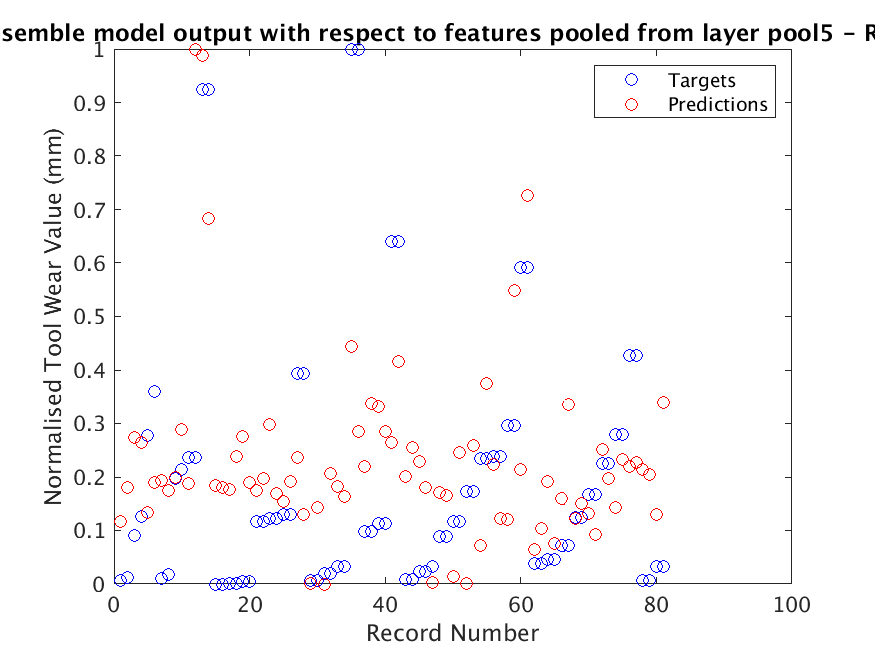 semble model output with respect to features pooled from layer pool5 - R
Targets
Predictions
Normalised Tool Wear Value (mm)
1
0.9
0.8
0.7
0.6
0.5
0.4
0.3
0.2
0.1
0
0 20 40 60 80 100
Record Number